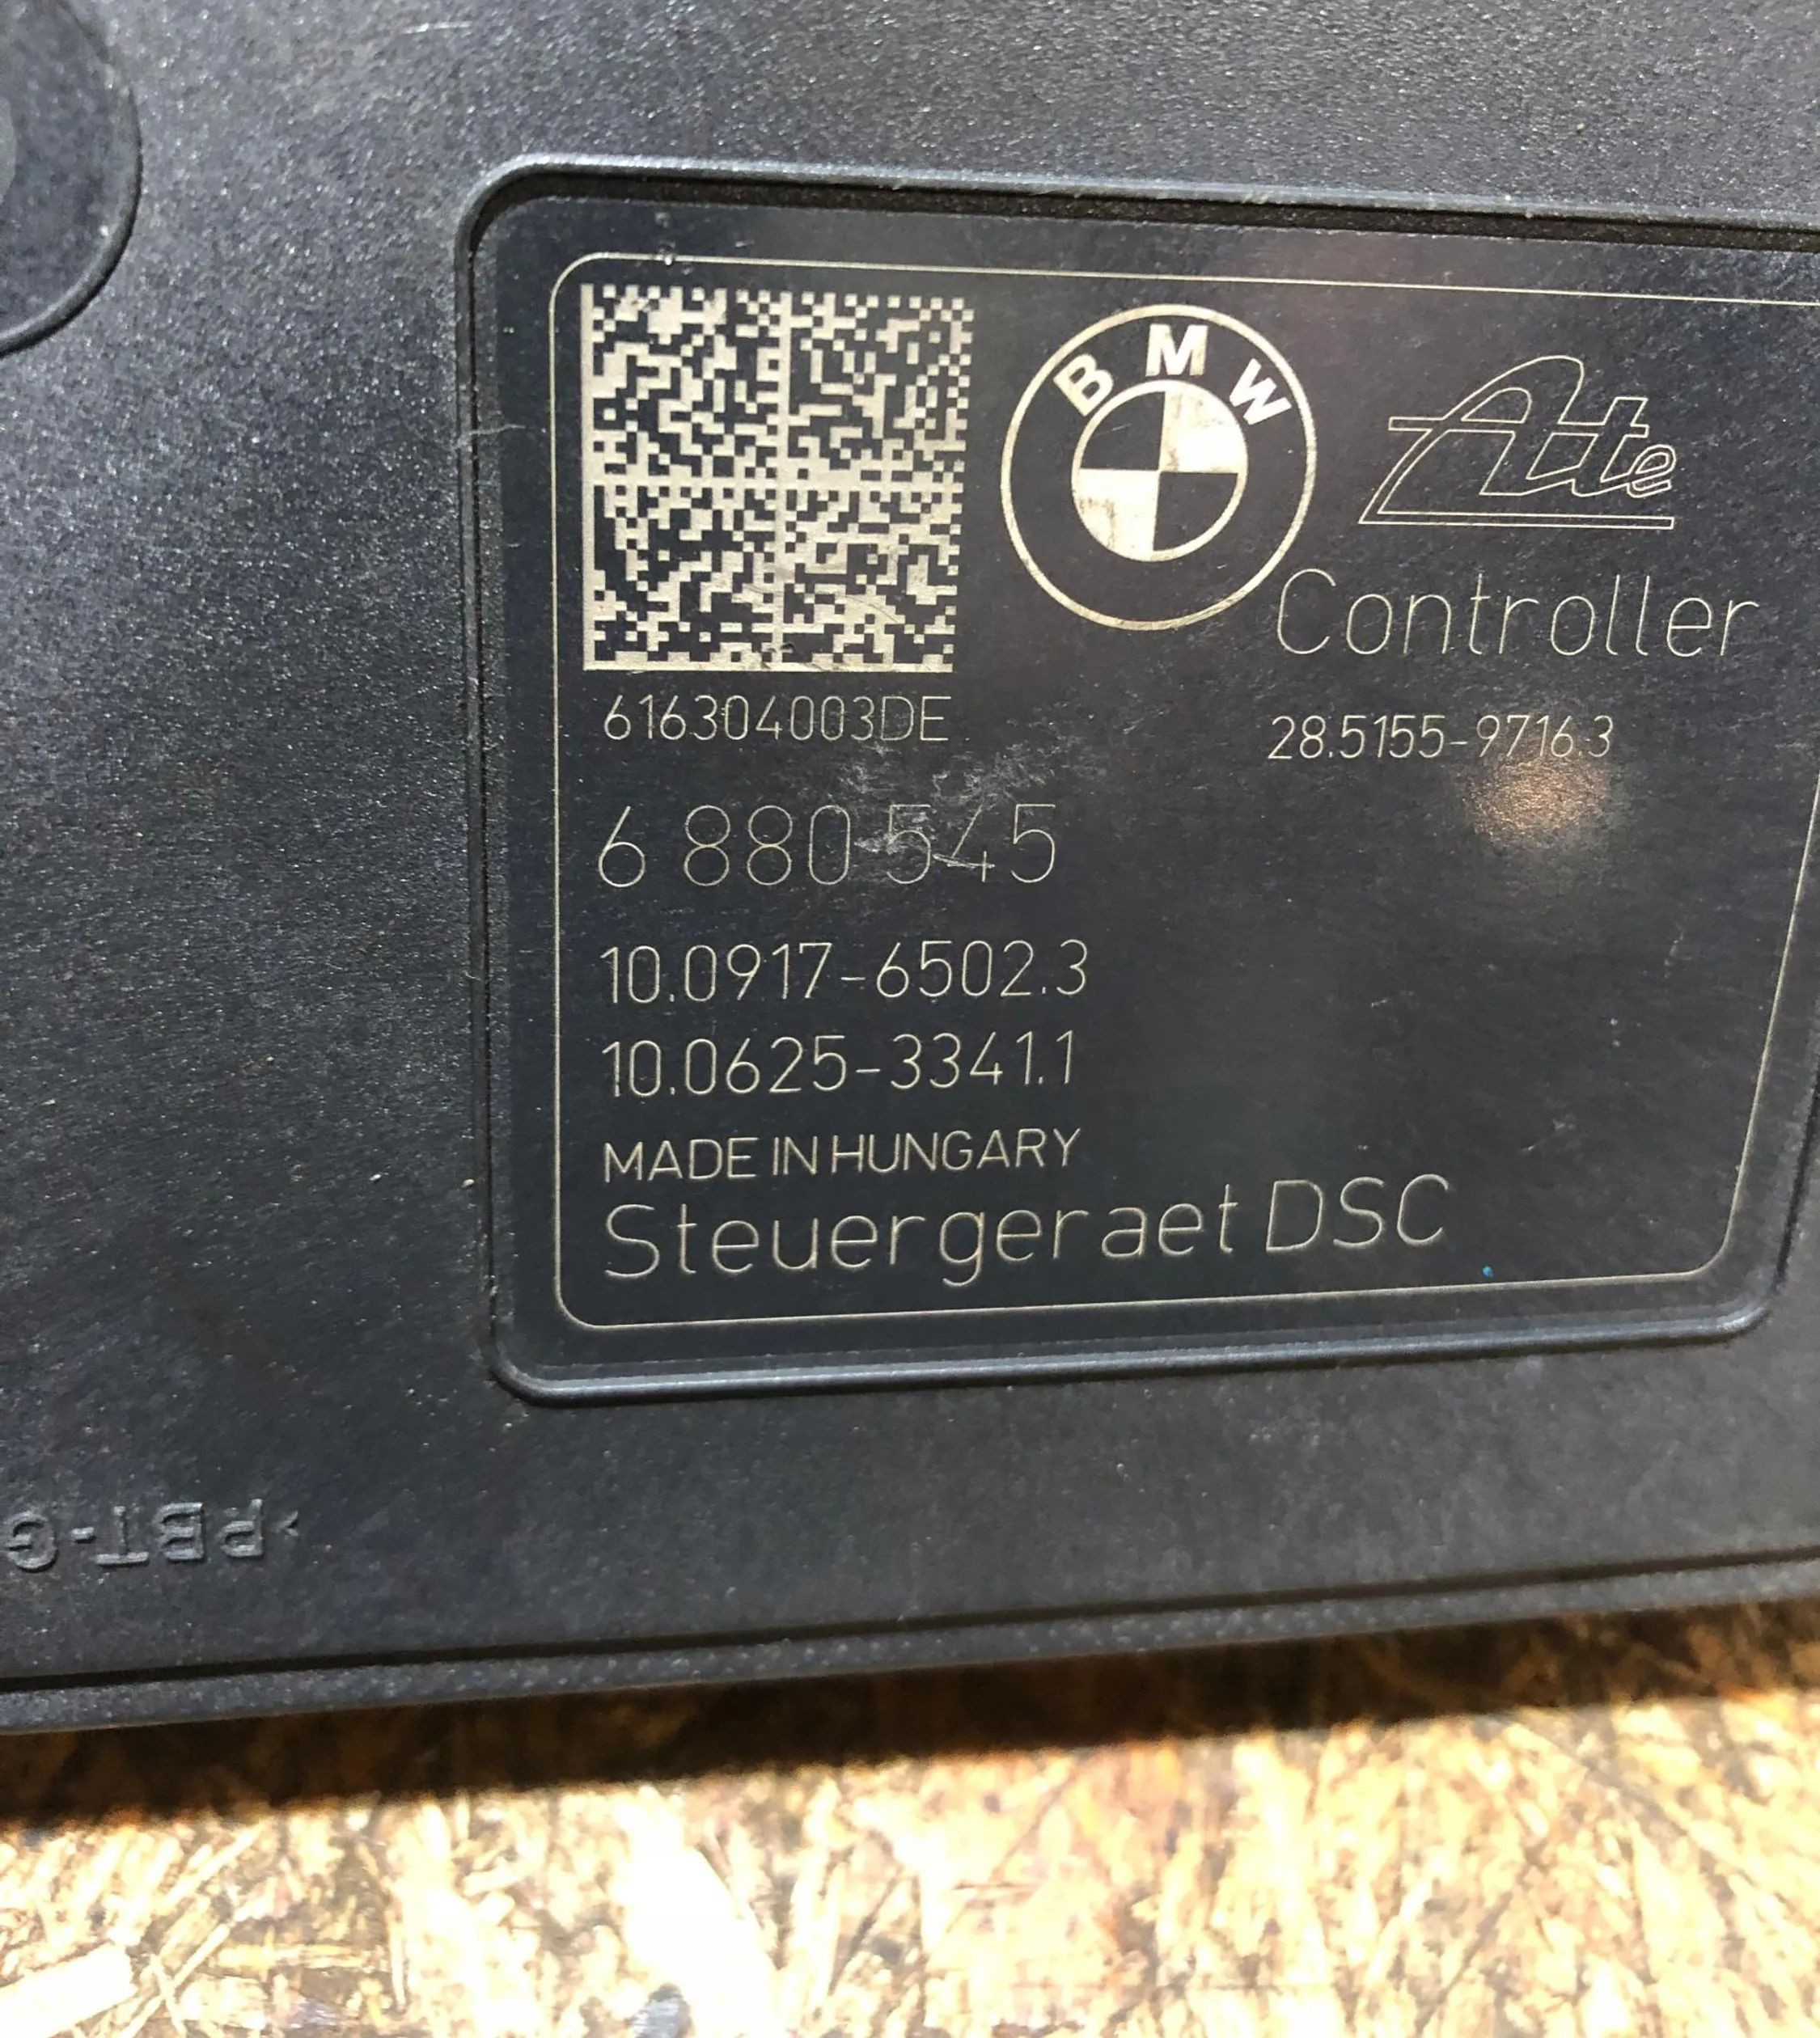 BMW
Ate
Controller
616304003DE
28.5155-9716.3
6 880 545
10.0917-6502.3
10.0625-3341.1
MADE IN HUNGARY
Steuergeraet DSC
>PBT-G